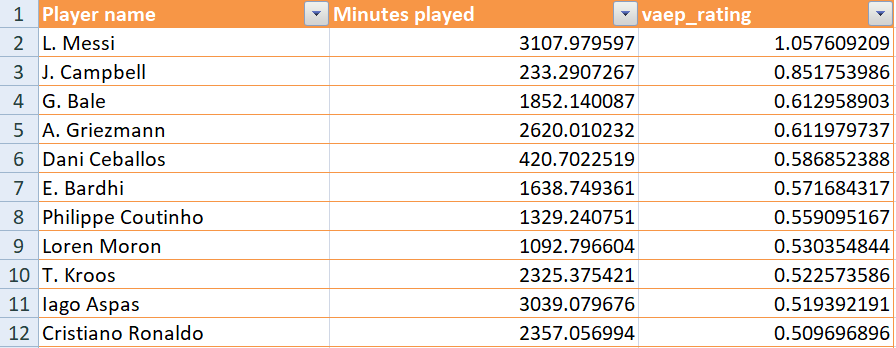 1 Player name Minutes played vaep_rating
2 L. Messi 3107.979597 1.057609209
3 J. Campbell 233.2907267 0.851753986
4 G. Bale 1852.140087 0.612958903
5 A. Griezmann 2620.010232 0.611979737
6 Dani Ceballos 420.7022519 0.586852388
7 E. Bardhi 1638.749361 0.571684317
8 Philippe Coutinho 1329.240751 0.559095167
9 Loren Moron 1092.796604 0.530354844
10 T. Kroos 2325.375421 0.522573586
11 Iago Aspas 3039.079676 0.519392191
12 Cristiano Ronaldo 2357.056994 0.509696896